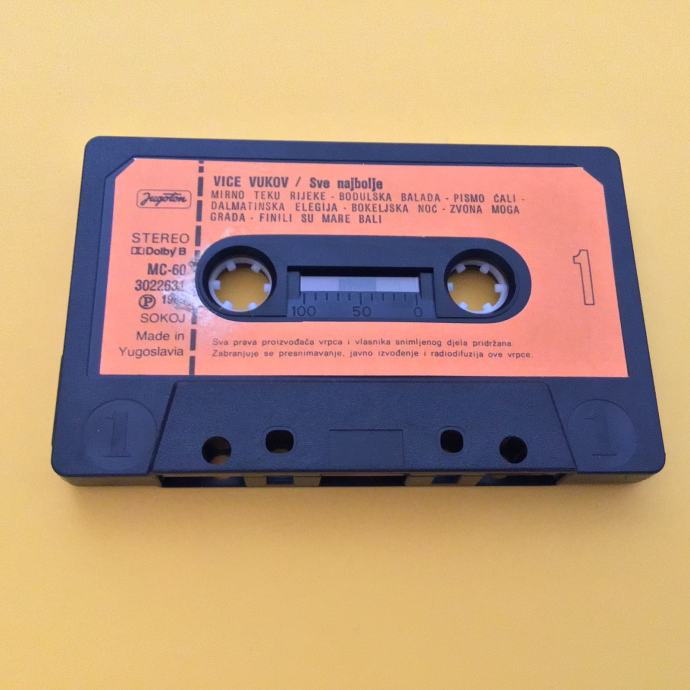 VICE VUKOV / Sve najbolje
MIRNO TEKU RIJEKE - BODULSKA BALADA - PISMO ĆALI -
DALMATINSKA ELEGIJA - BOKELJSKA NOĆ - ZVONA MOGA
GRADA - FINILI SU MARE BALI
Jugoton
STEREO
Dolby B
MC-60
3022631
SOKOJ
Made in
Yugoslavia
1
100 50 0
Sva prava proizvođača vrpca i vlasnika snimljenog djela pridržana.
Zabranjuje se presnimavanje, javno izvođenje i radiodifuzija ove vrpce.
1
1